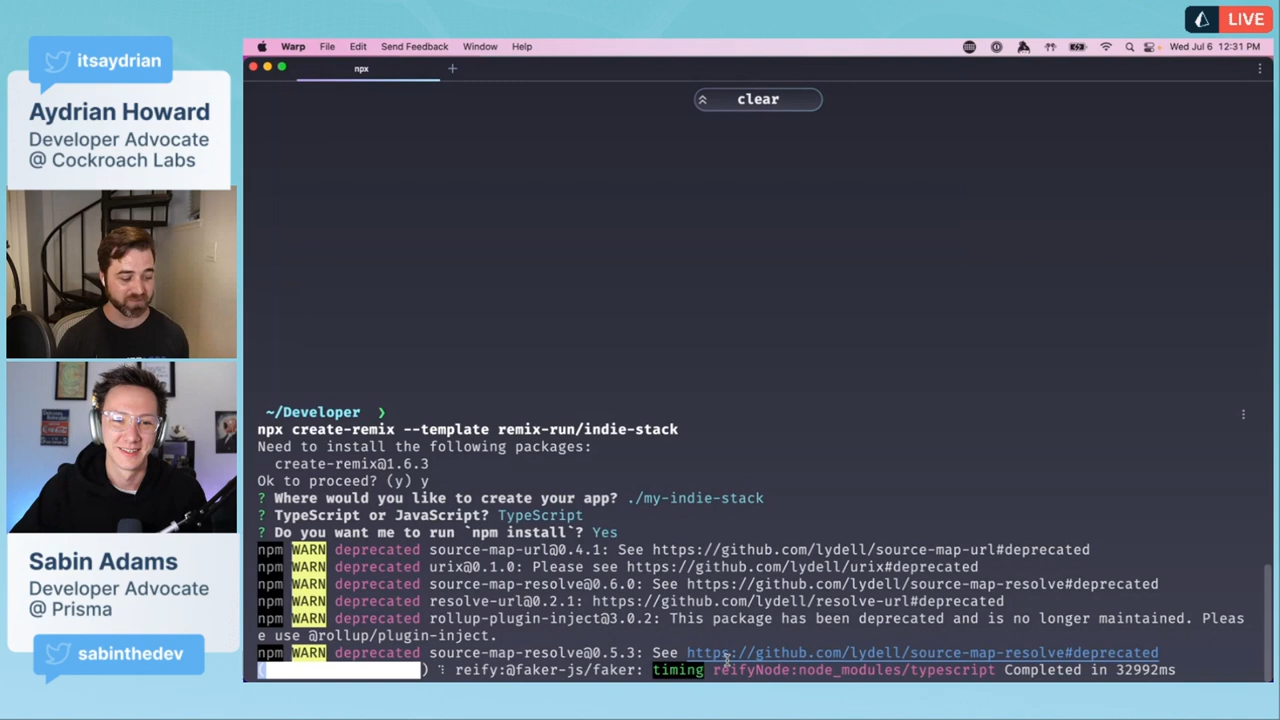 LIVE
itsaydrian
Aydrian Howard
Developer Advocate
@ Cockroach Labs
Sabin Adams
Developer Advocate
@ Prisma
sabinthedev
Warp File Edit Send Feedback Window Help Wed Jul 6 12:31 PM
npx +
clear
~/Developer ❯
npx create-remix --template remix-run/indie-stack
Need to install the following packages:
create-remix@1.6.3
Ok to proceed? (y) y
? Where would you like to create your app? ./my-indie-stack
? TypeScript or JavaScript? TypeScript
? Do you want me to run `npm install`? Yes
npm WARN deprecated source-map-url@0.4.1: See https://github.com/lydell/source-map-url#deprecated
npm WARN deprecated urix@0.1.0: Please see https://github.com/lydell/urix#deprecated
npm WARN deprecated source-map-resolve@0.6.0: See https://github.com/lydell/source-map-resolve#deprecated
npm WARN deprecated resolve-url@0.2.1: https://github.com/lydell/resolve-url#deprecated
npm WARN deprecated rollup-plugin-inject@3.0.2: This package has been deprecated and is no longer maintained. Pleas
e use @rollup/plugin-inject.
npm WARN deprecated source-map-resolve@0.5.3: See https://github.com/lydell/source-map-resolve#deprecated
( ) ⠸ reify:@faker-js/faker: timing reifyNode:node_modules/typescript Completed in 32992ms